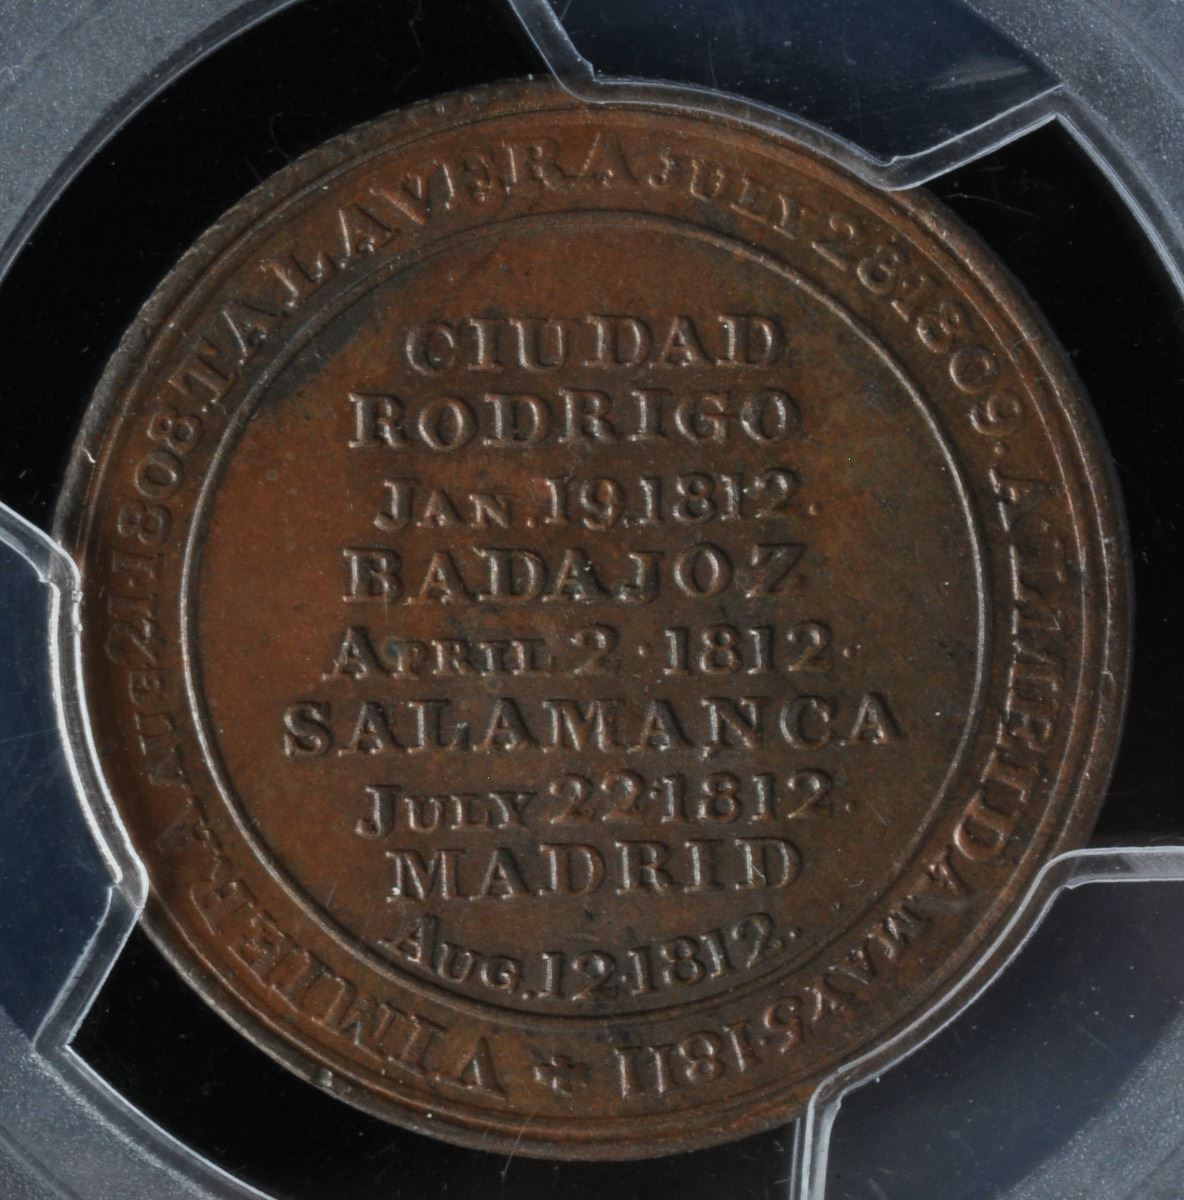 VIMIERA AUG 21·1808·TALAVERA JULY 28·1809·ALMEIDA MAY 5·1811
CIUDAD
RODRIGO
JAN.19.1812.
BADAJOZ
APRIL 2·1812·
SALAMANCA
JULY 22·1812·
MADRID
AUG.12·1812.